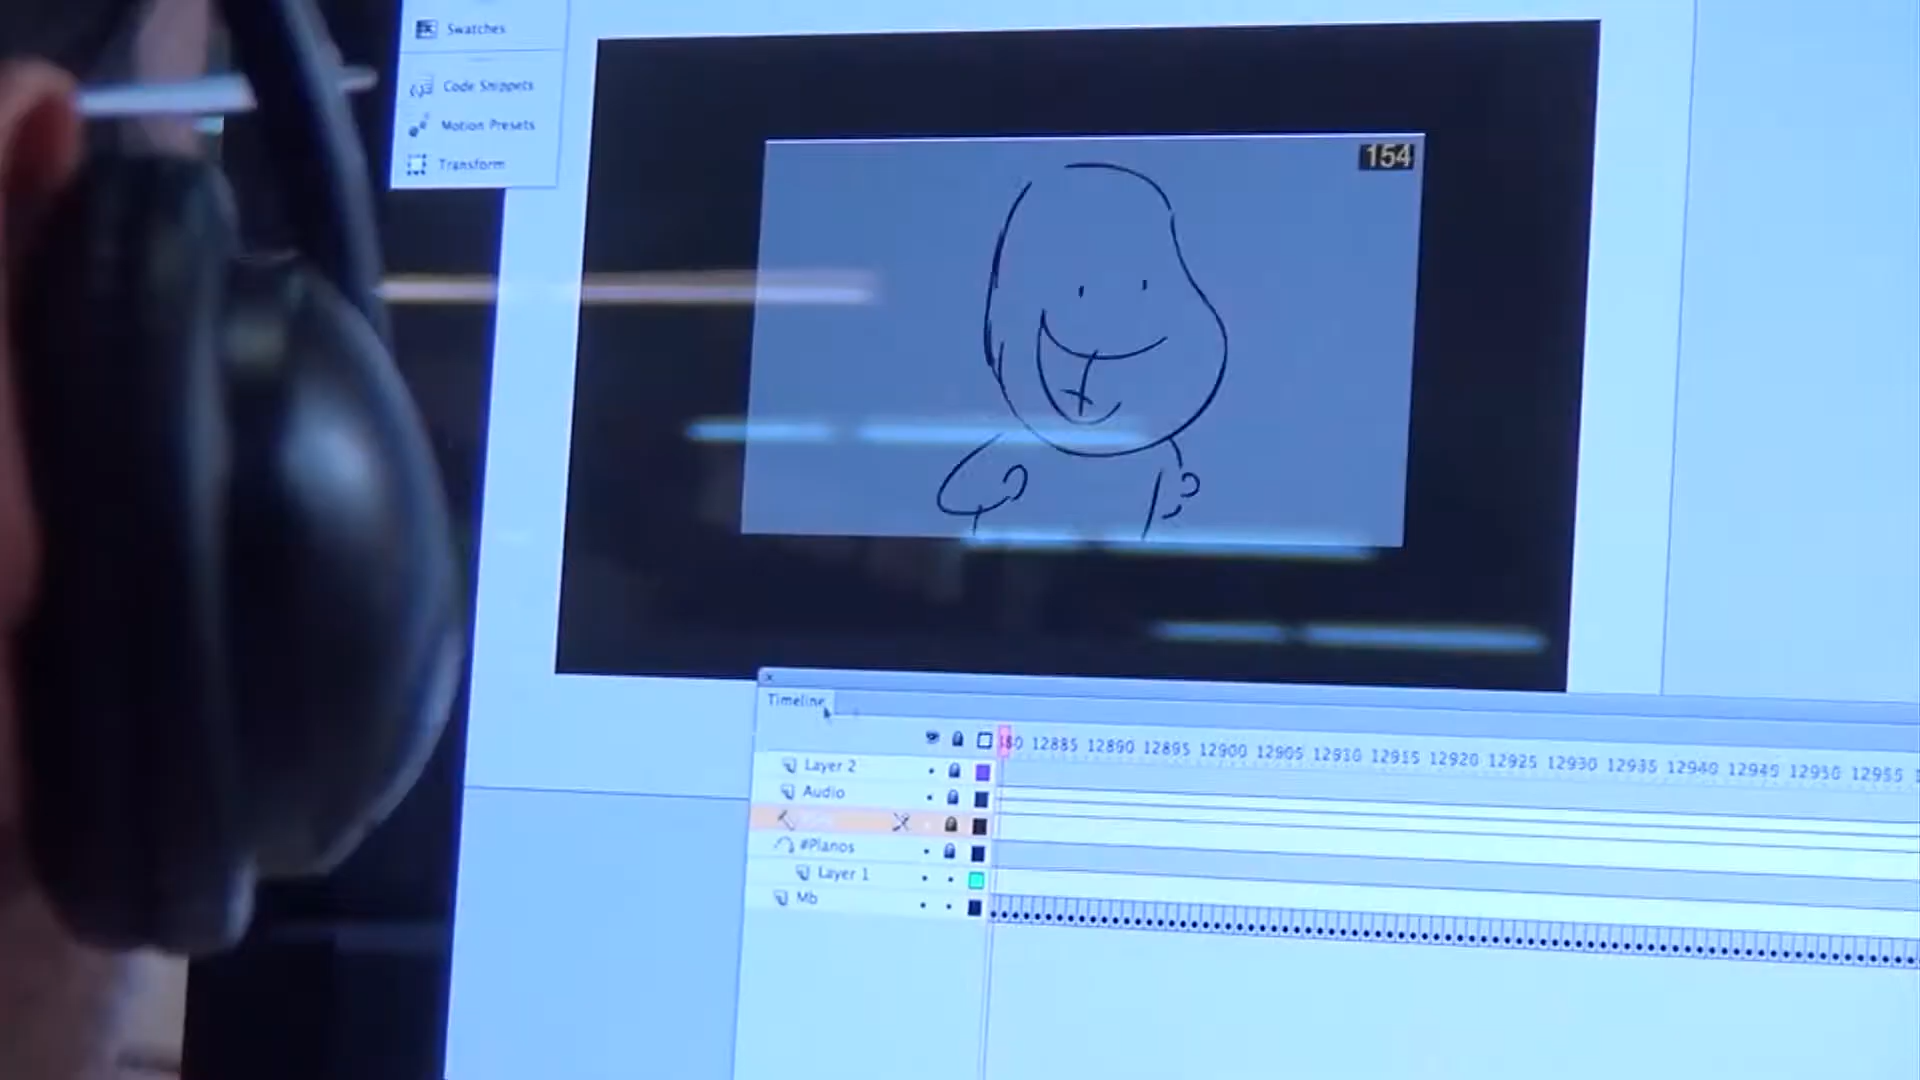 Swatches
Code Snippets
Motion Presets
Transform
154
Timeline
12885 12890 12895 12900 12905 12910 12915 12920 12925 12930 12935 12940 12945 12950 12955
Layer 2
Audio
#Planos
Layer 1
Mb